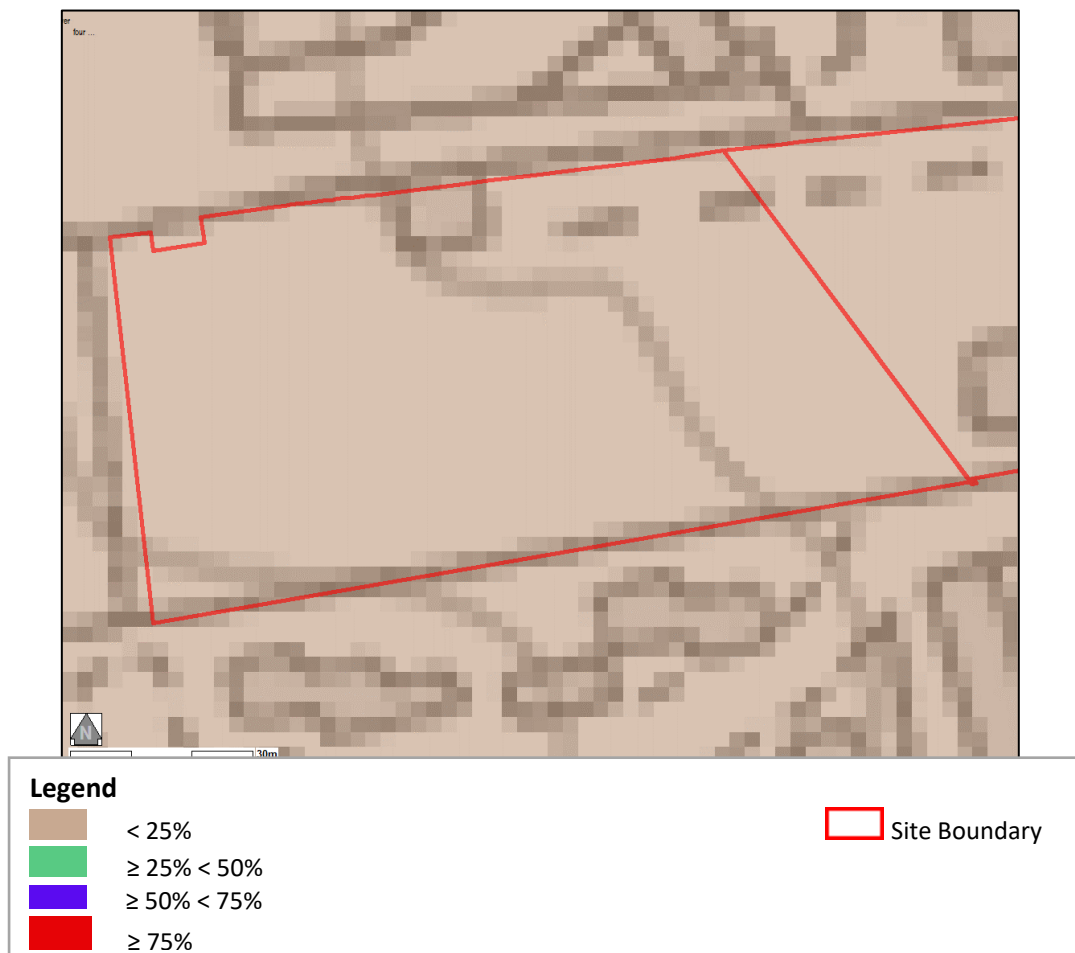 er
four ...
N
30m
Legend
< 25%
≥ 25% < 50%
≥ 50% < 75%
≥ 75%
Site Boundary